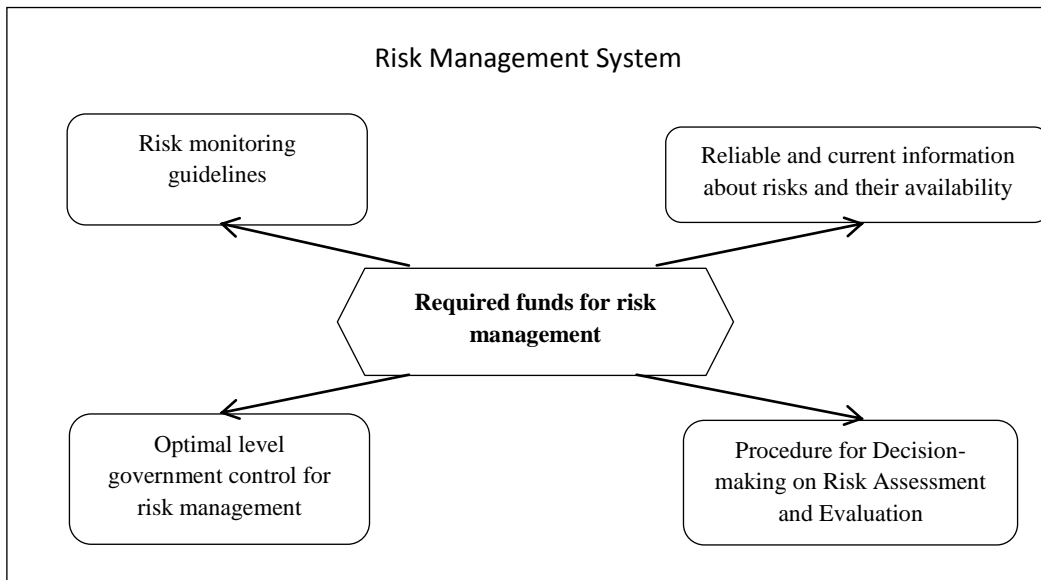 Risk Management System
Risk monitoring
guidelines
Reliable and current information
about risks and their availability
Required funds for risk
management
Optimal level
government control for
risk management
Procedure for Decision-
making on Risk Assessment
and Evaluation